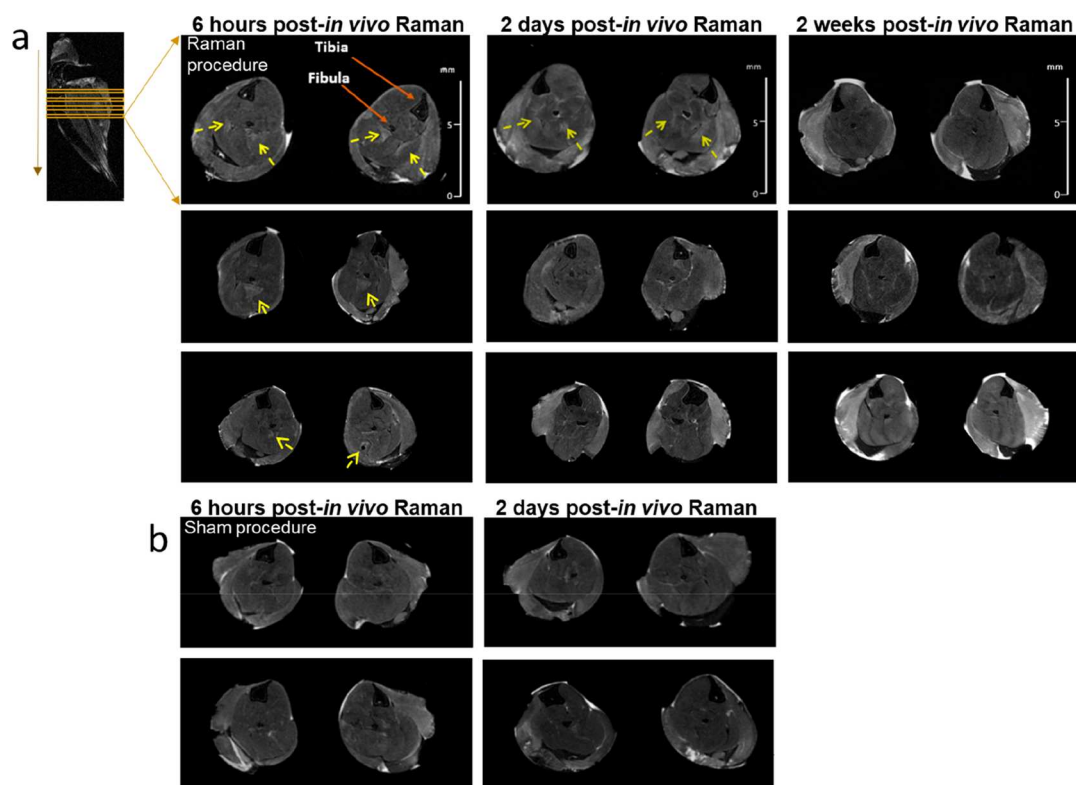 a
6 hours post-in vivo Raman
2 days post-in vivo Raman
2 weeks post-in vivo Raman
Raman
procedure
Tibia
Fibula
mm
5
0
mm
5
0
mm
5
0
b
6 hours post-in vivo Raman
2 days post-in vivo Raman
Sham procedure